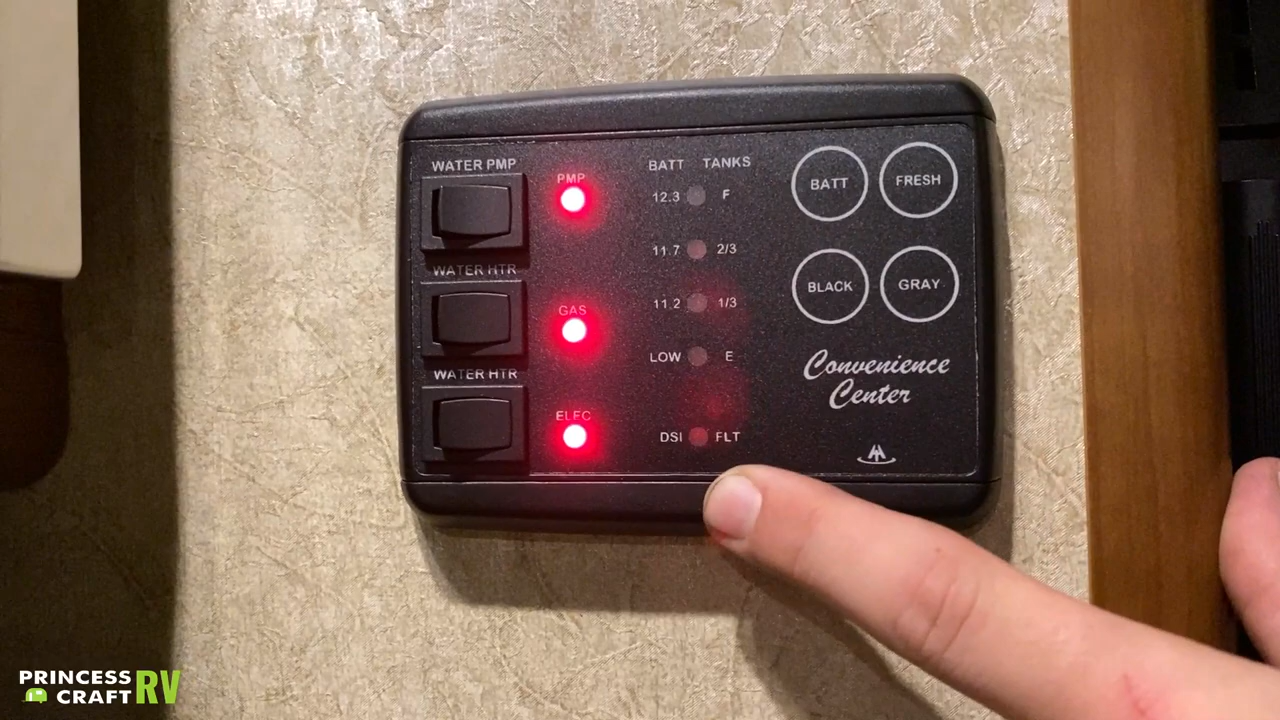 WATER PMP
PMP
WATER HTR
GAS
WATER HTR
ELEC
BATT TANKS
12.3 F
11.7 2/3
11.2 1/3
LOW E
DSI FLT
BATT
FRESH
BLACK
GRAY
Convenience
Center
PRINCESS
CRAFT RV